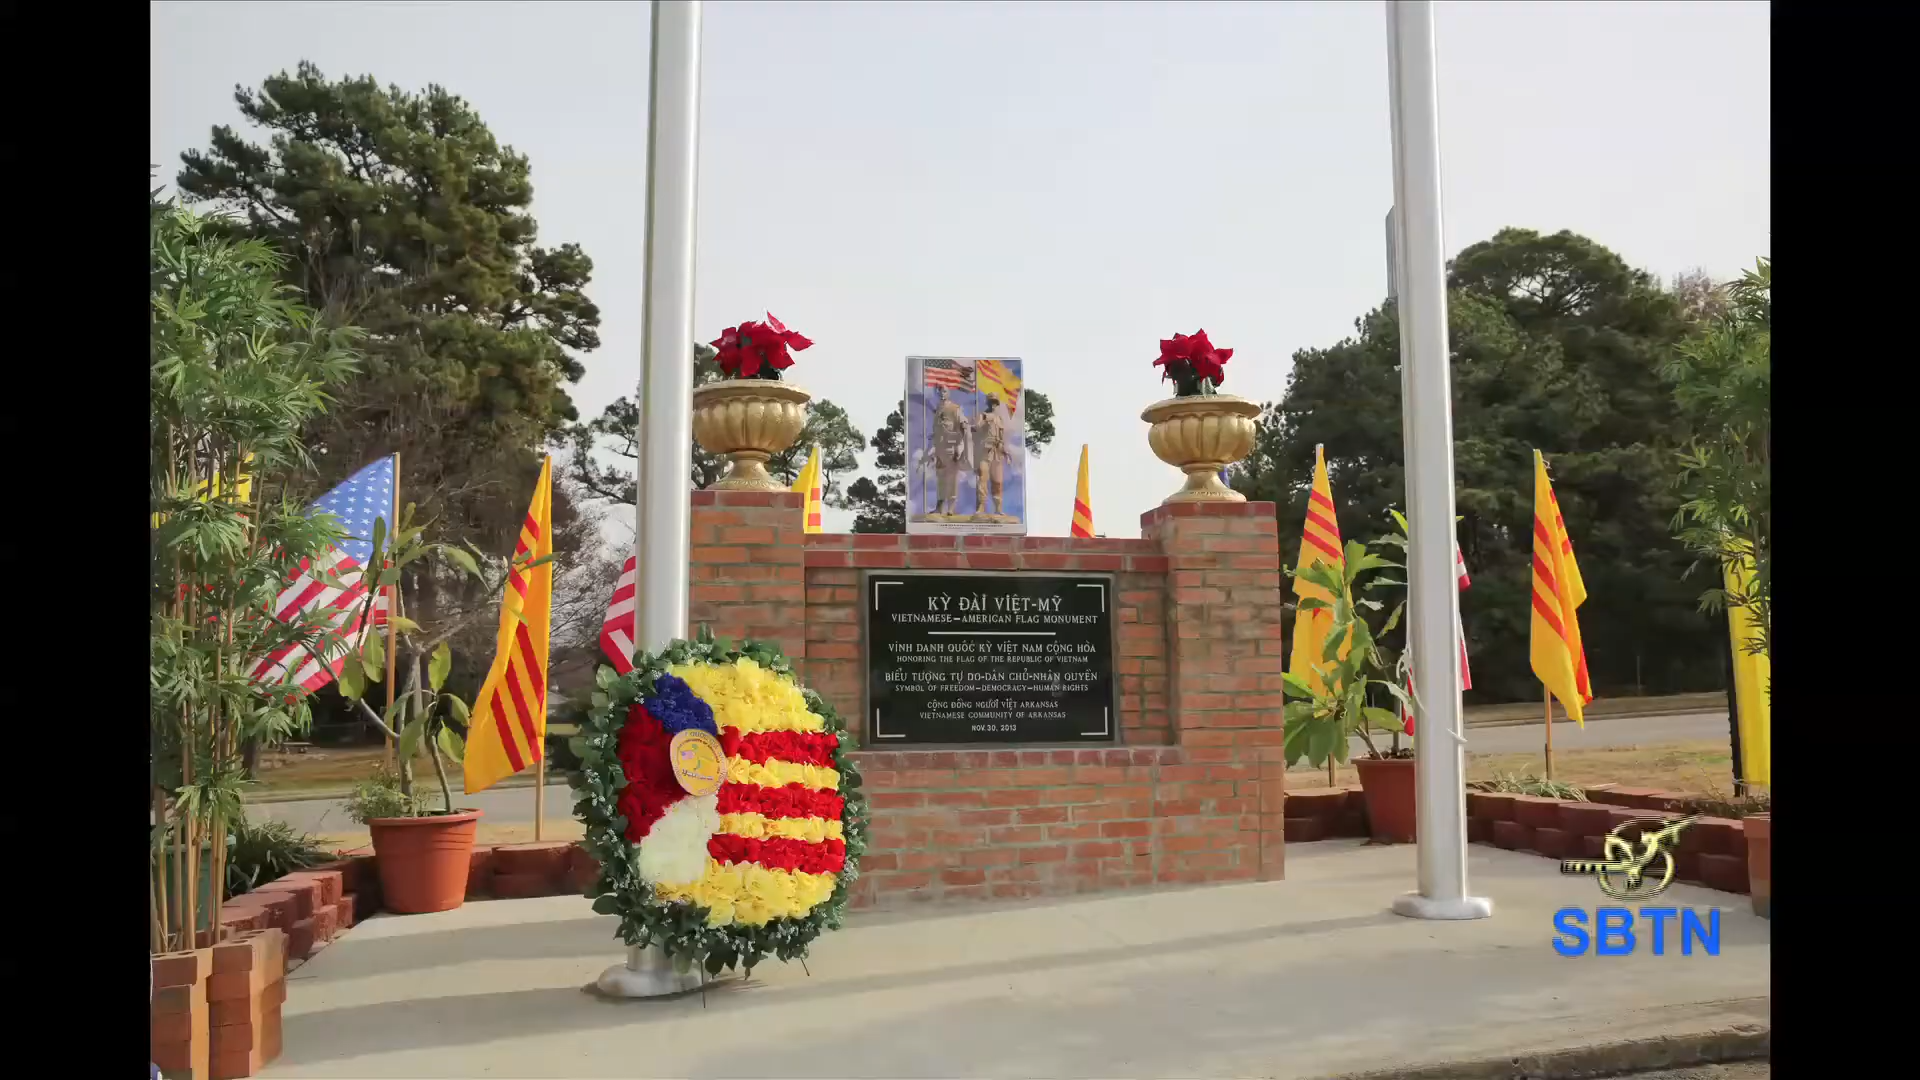 KỲ ĐÀI VIỆT-MỸ
VIETNAMESE-AMERICAN FLAG MONUMENT
VINH DANH QUỐC KỲ VIỆT NAM CỘNG HÒA
HONORING THE FLAG OF THE REPUBLIC OF VIETNAM
BIỂU TƯỢNG TỰ DO-DÂN CHỦ-NHÂN QUYỀN
SYMBOL OF FREEDOM-DEMOCRACY-HUMAN RIGHTS
CỘNG ĐỒNG NGƯỜI VIỆT ARKANSAS
VIETNAMESE COMMUNITY OF ARKANSAS
NOV.30, 2013
SBTN